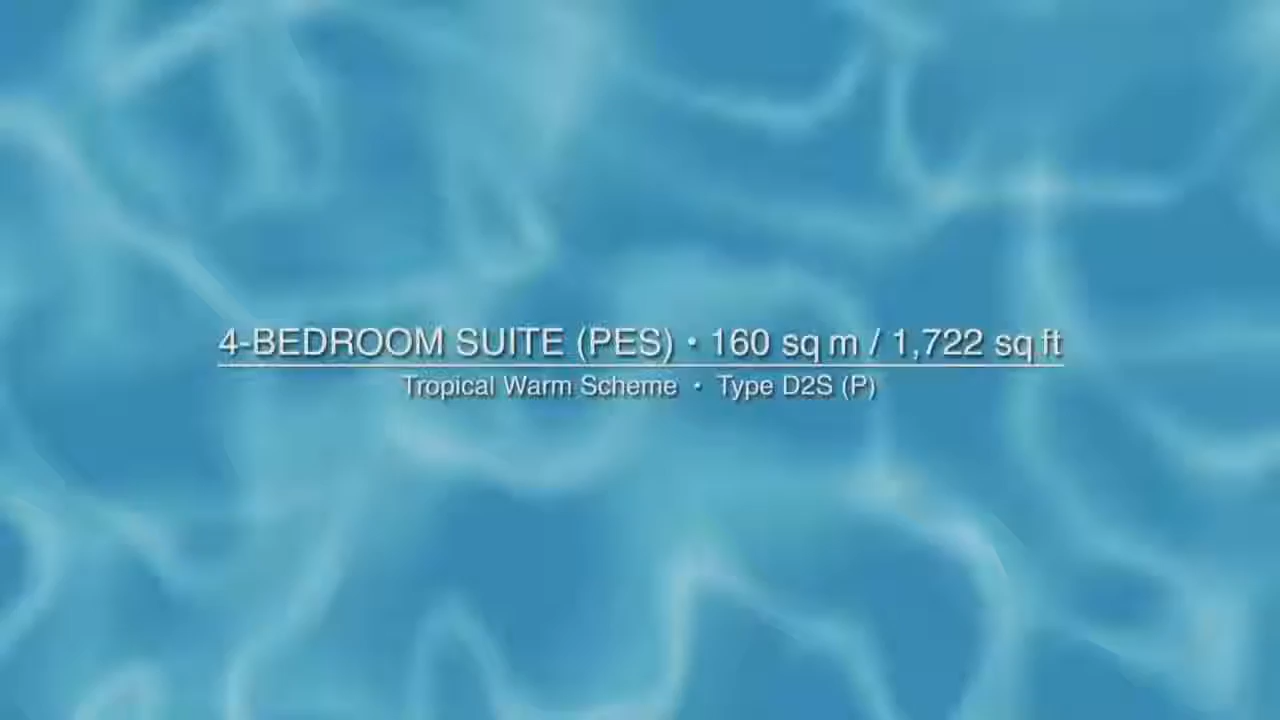 4-BEDROOM SUITE (PES) • 160 sq m / 1,722 sq ft
Tropical Warm Scheme • Type D2S (P)